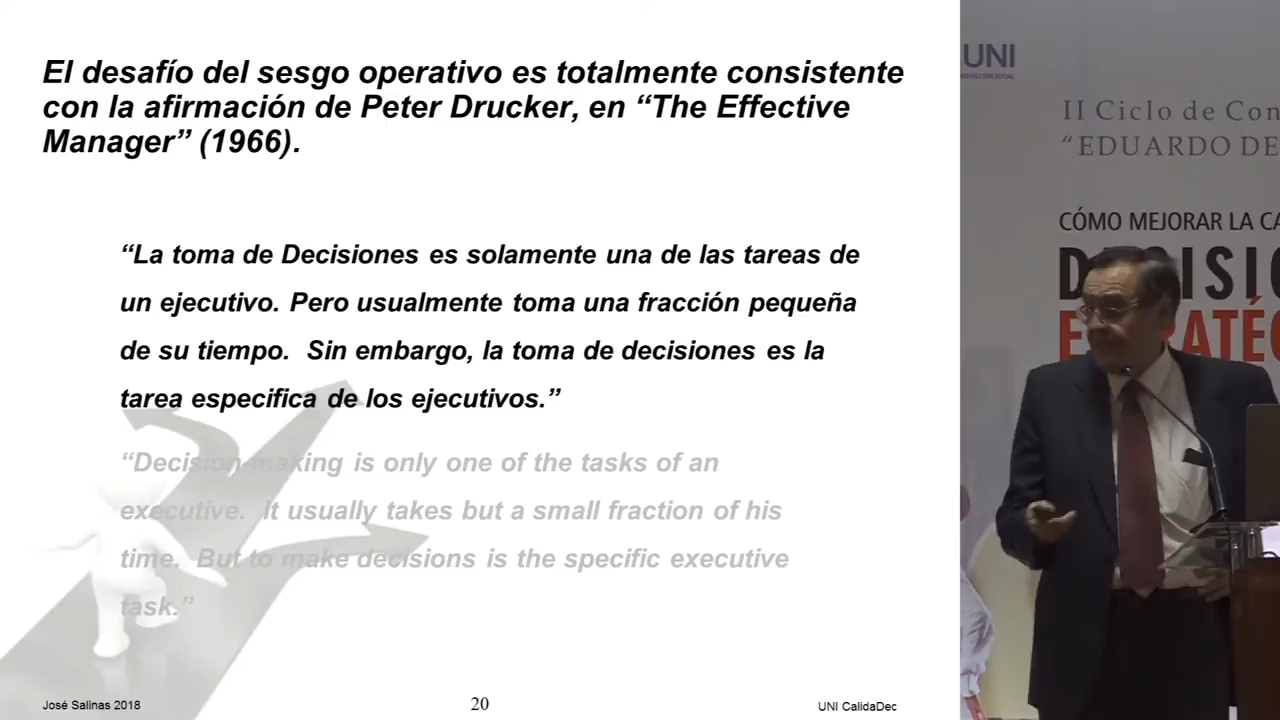 El desafío del sesgo operativo es totalmente consistente
con la afirmación de Peter Drucker, en “The Effective
Manager” (1966).
“La toma de Decisiones es solamente una de las tareas de
un ejecutivo. Pero usualmente toma una fracción pequeña
de su tiempo. Sin embargo, la toma de decisiones es la
tarea especifica de los ejecutivos.”
“Decision-making is only one of the tasks of an
executive. It usually takes but a small fraction of his
time. But to make decisions is the specific executive
task.”
José Salinas 2018
20
UNI CalidaDec
UNI
II Ciclo de Con
“EDUARDO DE
CÓMO MEJORAR LA CA